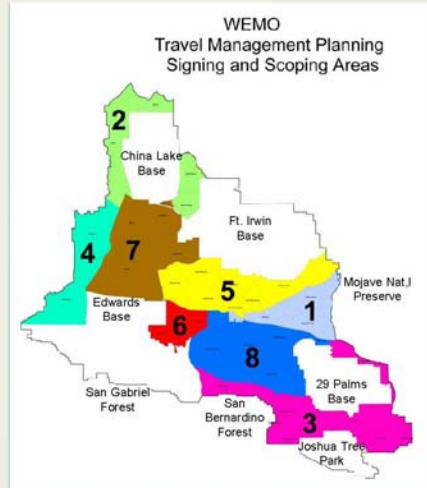 WEMO
Travel Management Planning
Signing and Scoping Areas
2
China Lake
Base
Ft. Irwin
Base
4
7
5
Mojave Nat,l
Preserve
1
Edwards
Base
6
8
29 Palms
Base
San Gabriel
Forest
San
Bernardino
Forest
3
Joshua Tree
Park